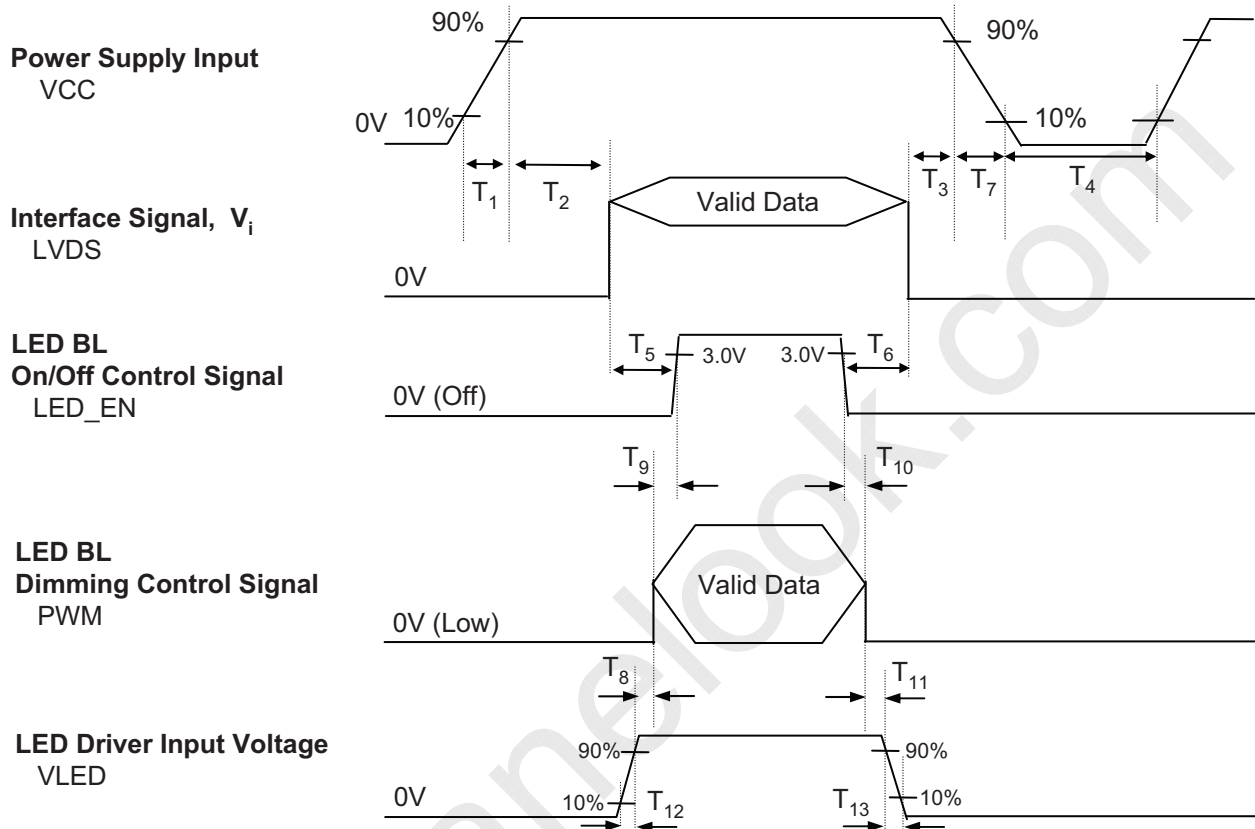 Power Supply Input
VCC
90%
90%
0V
10%
10%
T1
T2
T3
T7
T4
Interface Signal, Vi
LVDS
Valid Data
0V
LED BL
On/Off Control Signal
LED_EN
T5
3.0V
3.0V
T6
0V (Off)
T9
T10
LED BL
Dimming Control Signal
PWM
Valid Data
0V (Low)
T8
T11
LED Driver Input Voltage
VLED
90%
90%
0V
10%
T12
T13
10%